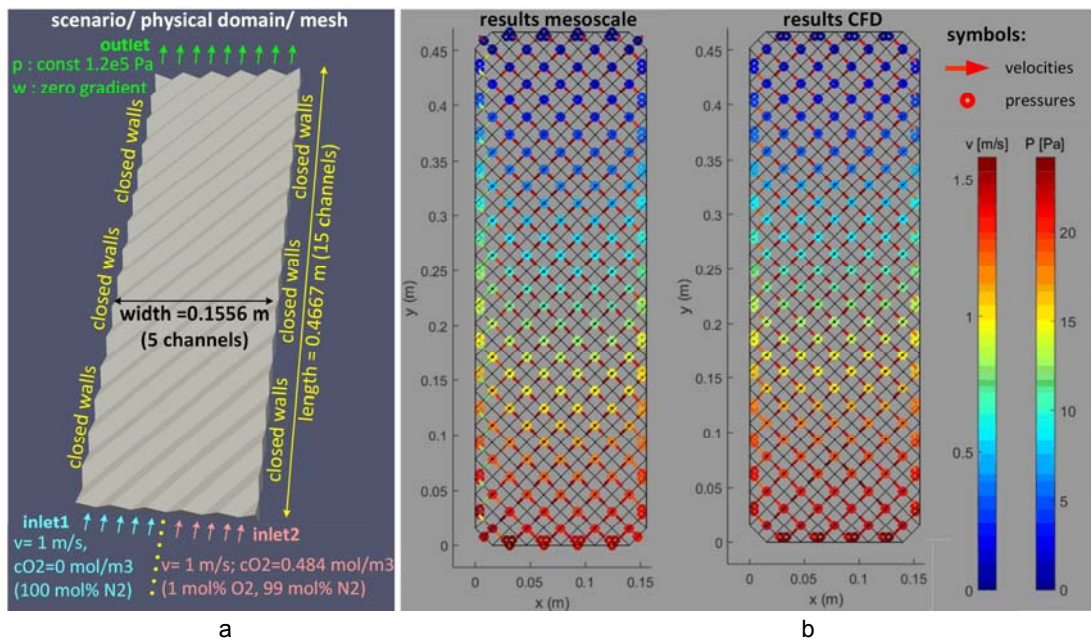 scenario/ physical domain/ mesh
outlet
p : const 1.2e5 Pa
w : zero gradient
closed walls
closed walls
closed walls
closed walls
closed walls
closed walls
width =0.1556 m
(5 channels)
length = 0.4667 m (15 channels)
inlet1
v= 1 m/s,
cO2=0 mol/m3
(100 mol% N2)
inlet2
v= 1 m/s; cO2=0.484 mol/m3
(1 mol% O2, 99 mol% N2)
a
results mesoscale
0.45
0.4
0.35
0.3
0.25
0.2
0.15
0.1
0.05
0
y (m)
0 0.05 0.1 0.15
x (m)
results CFD
0.45
0.4
0.35
0.3
0.25
0.2
0.15
0.1
0.05
0
y (m)
0 0.05 0.1 0.15
x (m)
symbols:
velocities
pressures
v [m/s] P [Pa]
1.5
1
0.5
0
20
15
10
5
0
b